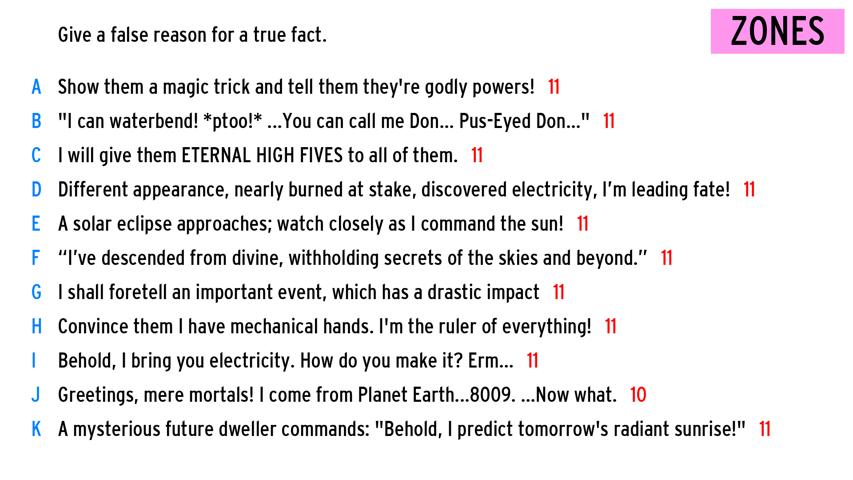 Give a false reason for a true fact.
ZONES
A Show them a magic trick and tell them they're godly powers! 11
B "I can waterbend! *ptoo!* ...You can call me Don... Pus-Eyed Don..." 11
C I will give them ETERNAL HIGH FIVES to all of them. 11
D Different appearance, nearly burned at stake, discovered electricity, I’m leading fate! 11
E A solar eclipse approaches; watch closely as I command the sun! 11
F “I’ve descended from divine, withholding secrets of the skies and beyond.” 11
G I shall foretell an important event, which has a drastic impact 11
H Convince them I have mechanical hands. I'm the ruler of everything! 11
I Behold, I bring you electricity. How do you make it? Erm... 11
J Greetings, mere mortals! I come from Planet Earth...8009. ...Now what. 10
K A mysterious future dweller commands: "Behold, I predict tomorrow's radiant sunrise!" 11